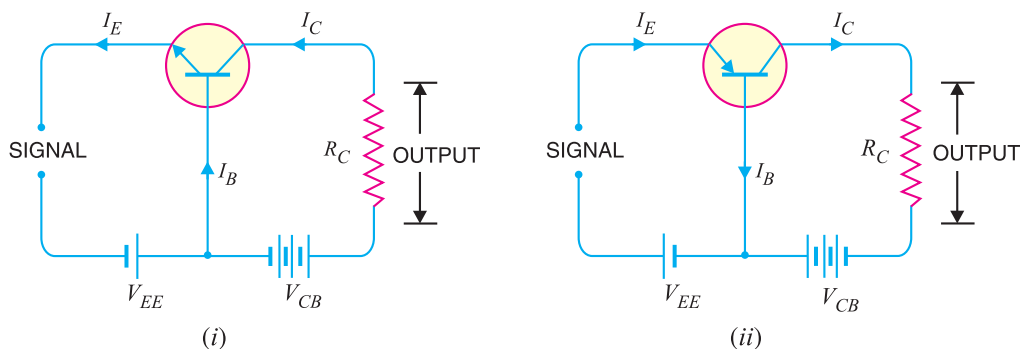 I_E
I_C
SIGNAL
R_C
OUTPUT
I_B
V_EE
V_CB
(i)
I_E
I_C
SIGNAL
R_C
OUTPUT
I_B
V_EE
V_CB
(ii)